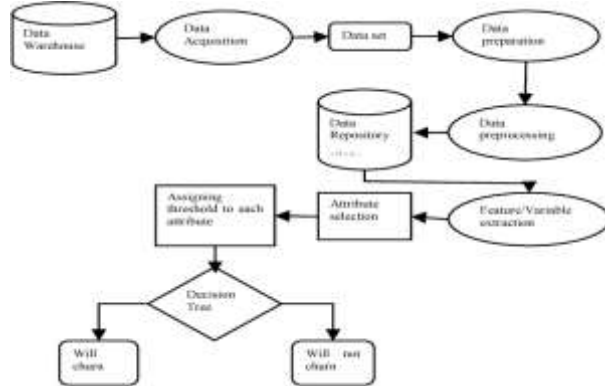 Data
Warehouse
Data
Acquisition
Data set
Data
preparation
Data
Repository
Data
preprocessing
Assigning
threshold to each
attribute
Attribute
selection
Feature/Variable
extraction
Decision
Tree
Will
churn
Will not
churn